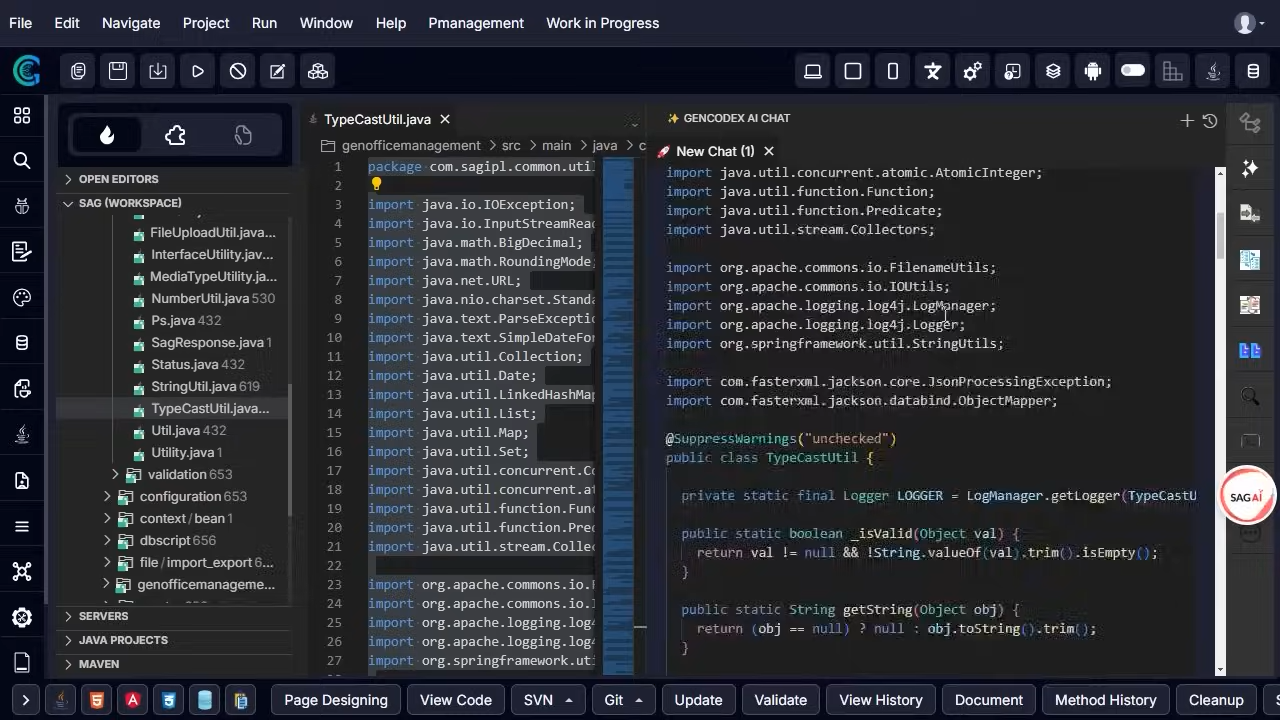 File Edit Navigate Project Run Window Help Pmanagement Work in Progress
TypeCastUtil.java
genofficemanagement > src > main > java > c
OPEN EDITORS
SAG (WORKSPACE)
FileUploadUtil.java...
InterfaceUtility.jav...
MediaTypeUtility.ja...
NumberUtil.java 530
Ps.java 432
SagResponse.java 1
Status.java 432
StringUtil.java 619
TypeCastUtil.java...
Util.java 432
Utility.java 1
validation 653
configuration 653
context/bean 1
dbscript 656
file/import_export 6...
genofficemanageme...
SERVERS
JAVA PROJECTS
MAVEN
1 package com.sagipl.common.util
2
3 import java.io.IOException;
4 import java.io.InputStreamRea
5 import java.math.BigDecimal;
6 import java.math.RoundingMode;
7 import java.net.URL;
8 import java.nio.charset.Standa
9 import java.text.ParseExceptio
10 import java.text.SimpleDateFor
11 import java.util.Collection;
12 import java.util.Date;
13 import java.util.LinkedHashMap
14 import java.util.List;
15 import java.util.Map;
16 import java.util.Set;
17 import java.util.concurrent.Co
18 import java.util.concurrent.at
19 import java.util.function.Func
20 import java.util.function.Pred
21 import java.util.stream.Collec
22
23 import org.apache.commons.io.F
24 import org.apache.commons.io.I
25 import org.apache.logging.log4
26 import org.apache.logging.log4
27 import org.springframework.uti
GENCODEX AI CHAT
New Chat (1)
import java.util.concurrent.atomic.AtomicInteger;
import java.util.function.Function;
import java.util.function.Predicate;
import java.util.stream.Collectors;
import org.apache.commons.io.FilenameUtils;
import org.apache.commons.io.IOUtils;
import org.apache.logging.log4j.LogManager;
import org.apache.logging.log4j.Logger;
import org.springframework.util.StringUtils;
import com.fasterxml.jackson.core.JsonProcessingException;
import com.fasterxml.jackson.databind.ObjectMapper;
@SuppressWarnings("unchecked")
public class TypeCastUtil {
private static final Logger LOGGER = LogManager.getLogger(TypeCastU
public static boolean _isValid(Object val) {
return val != null && !String.valueOf(val).trim().isEmpty();
}
public static String getString(Object obj) {
return (obj == null) ? null : obj.toString().trim();
}
SAG AI
Page Designing View Code SVN Git Update Validate View History Document Method History Cleanup S